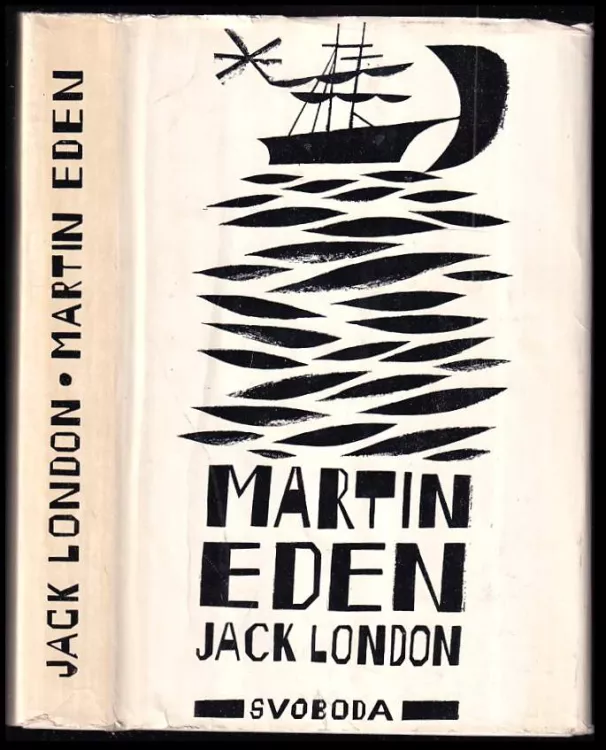 JACK LONDON • MARTIN EDEN
MARTIN
EDEN
JACK LONDON
SVOBODA